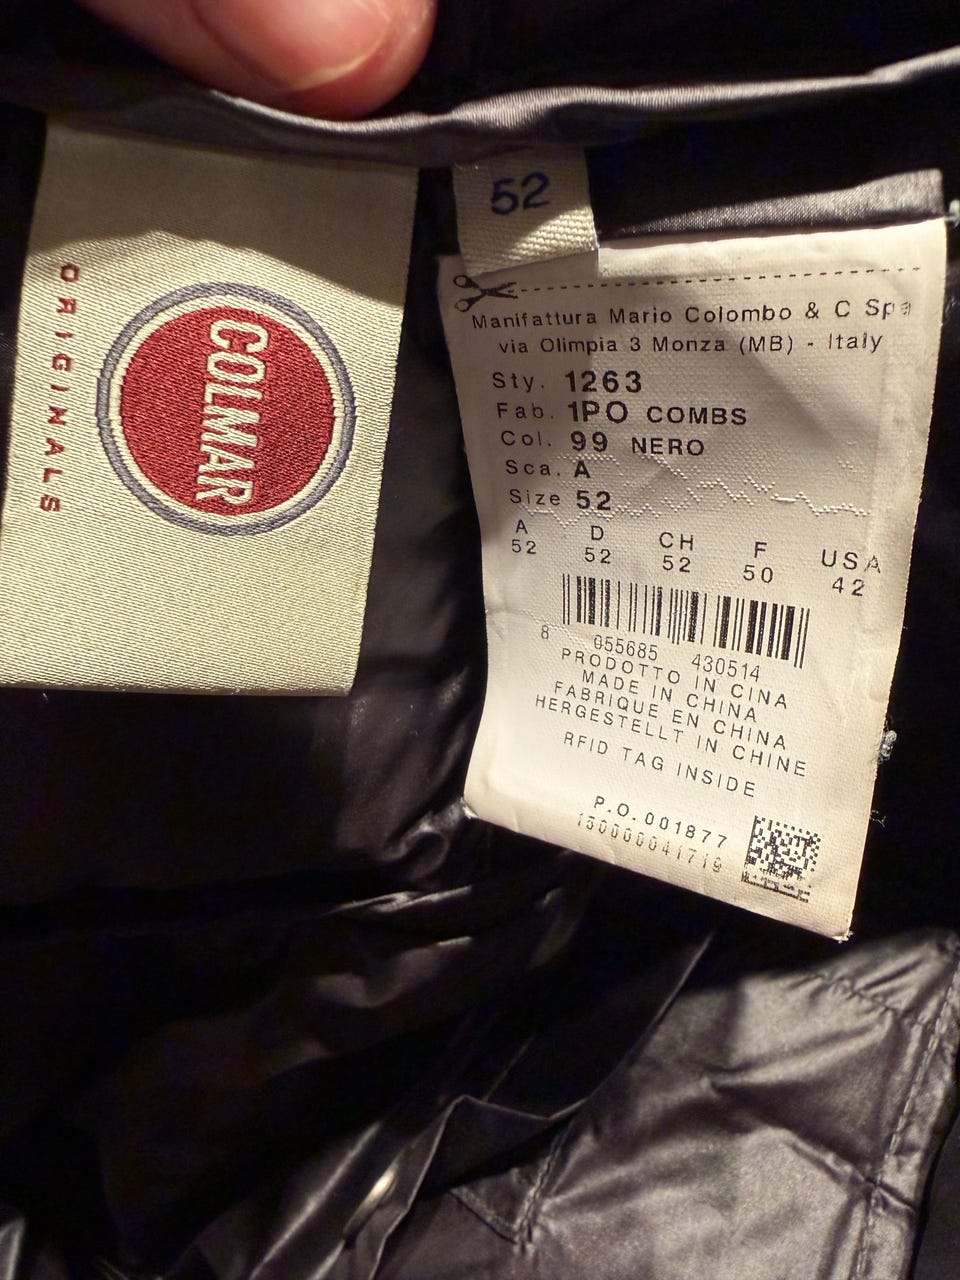 ORIGINALS
COLMAR
52
Manifattura Mario Colombo & C Spa
via Olimpia 3 Monza (MB) - Italy
Sty. 1263
Fab. 1PO COMBS
Col. 99 NERO
Sca. A
Size 52
A D CH F USA
52 52 52 50 42
8 055685 430514
PRODOTTO IN CINA
MADE IN CHINA
FABRIQUE EN CHINA
HERGESTELLT IN CHINE
RFID TAG INSIDE
P.O. 001877